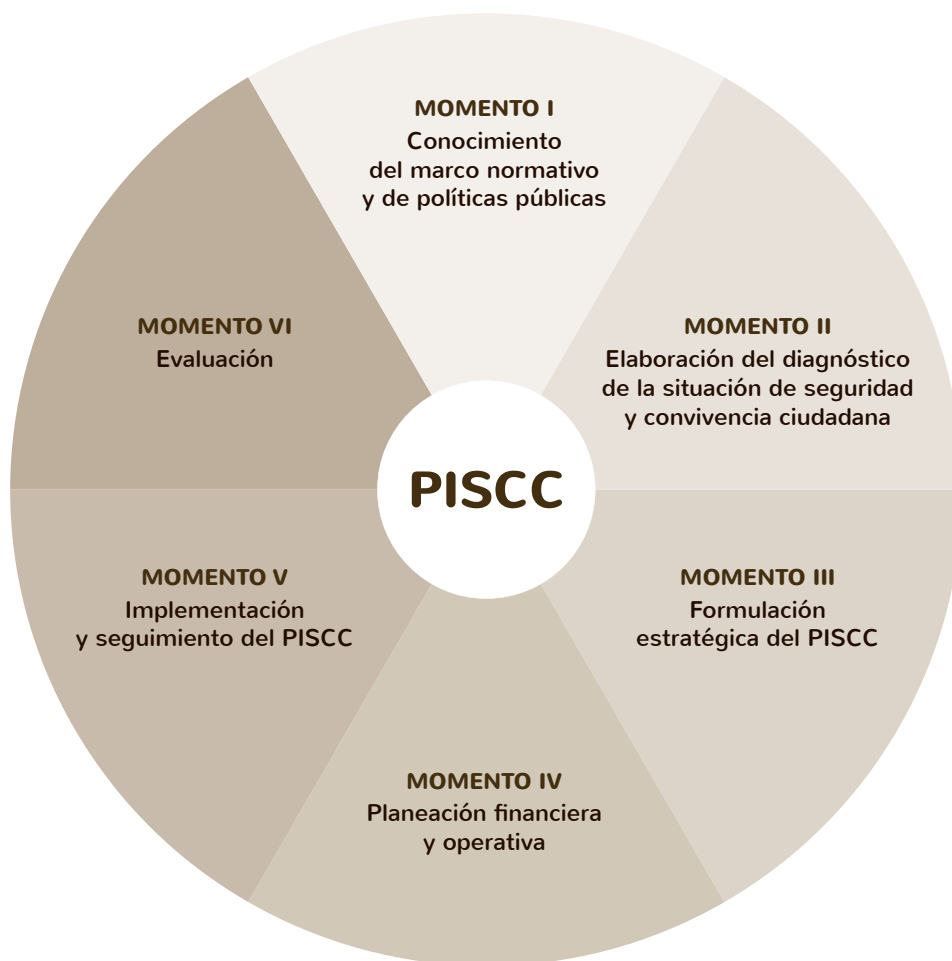 MOMENTO I
Conocimiento
del marco normativo
y de políticas públicas
MOMENTO II
Elaboración del diagnóstico
de la situación de seguridad
y convivencia ciudadana
MOMENTO III
Formulación
estratégica del PISCC
MOMENTO IV
Planeación financiera
y operativa
MOMENTO V
Implementación
y seguimiento del PISCC
MOMENTO VI
Evaluación
PISCC